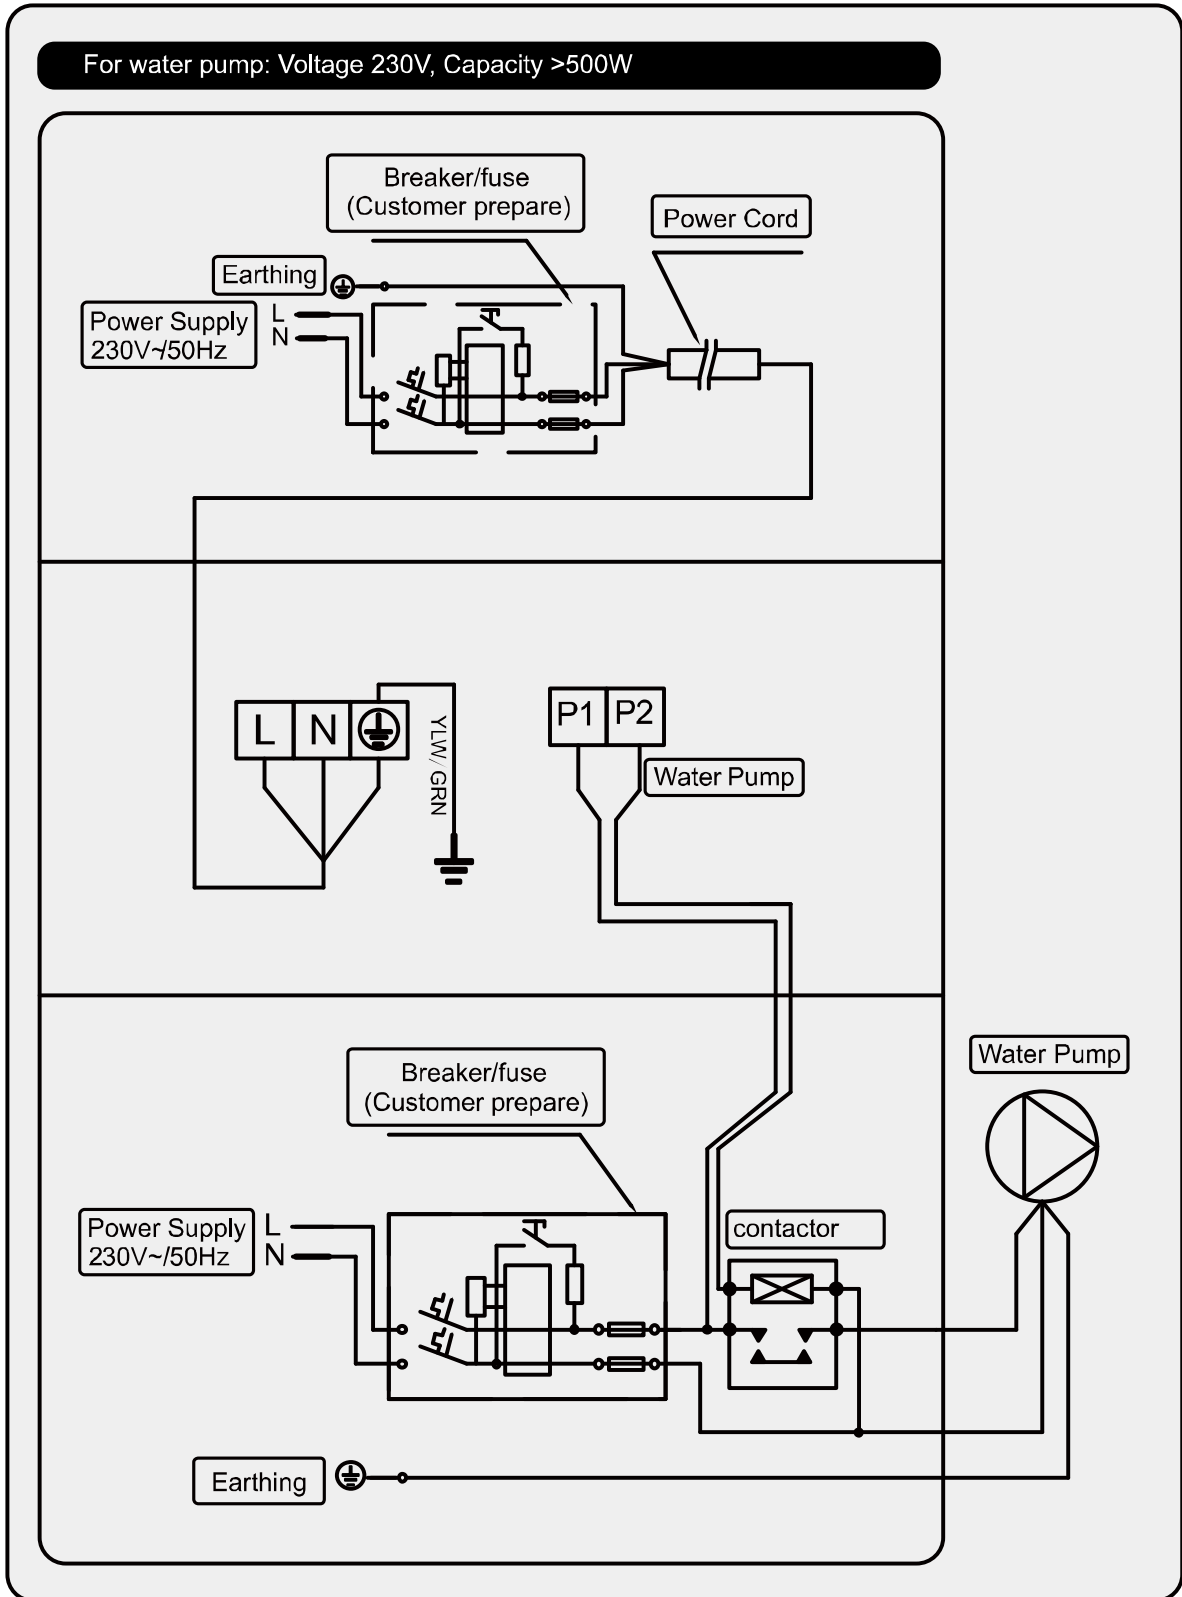 For water pump: Voltage 230V, Capacity >500W
Breaker/fuse
(Customer prepare)
Power Cord
Earthing
Power Supply
230V~/50Hz
L
N
L
N
YLW/GRN
P1
P2
Water Pump
Water Pump
Breaker/fuse
(Customer prepare)
Power Supply
230V~/50Hz
L
N
contactor
Earthing